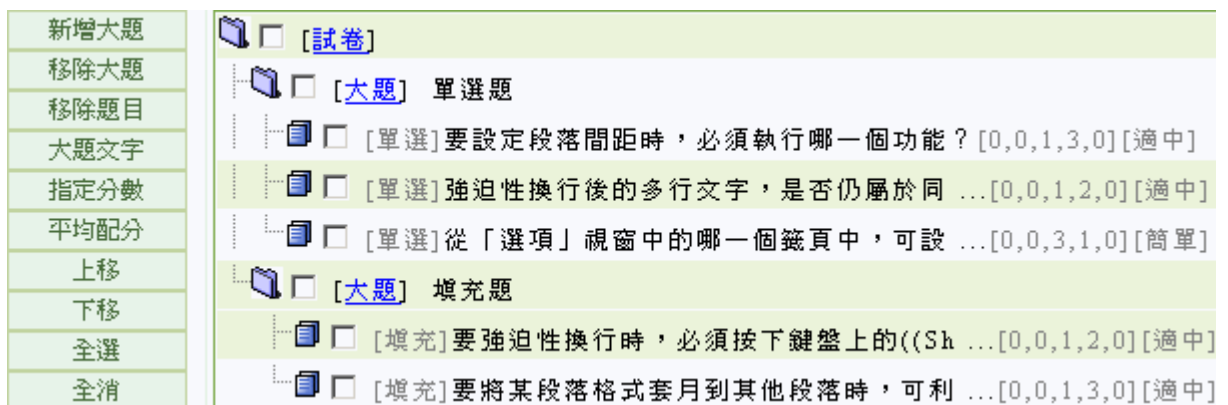 新增大題
移除大題
移除題目
大題文字
指定分數
平均配分
上移
下移
全選
全消
[試卷]
[大題] 單選題
[單選]要設定段落間距時，必須執行哪一個功能？[0,0,1,3,0][適中]
[單選]強迫性換行後的多行文字，是否仍屬於同 ...[0,0,1,2,0][適中]
[單選]從「選項」視窗中的哪一個籤頁中，可設 ...[0,0,3,1,0][簡單]
[大題] 填充題
[填充]要強迫性換行時，必須按下鍵盤上的((Sh ...[0,0,1,2,0][適中]
[填充]要將某段落格式套用到其他段落時，可利 ...[0,0,1,3,0][適中]